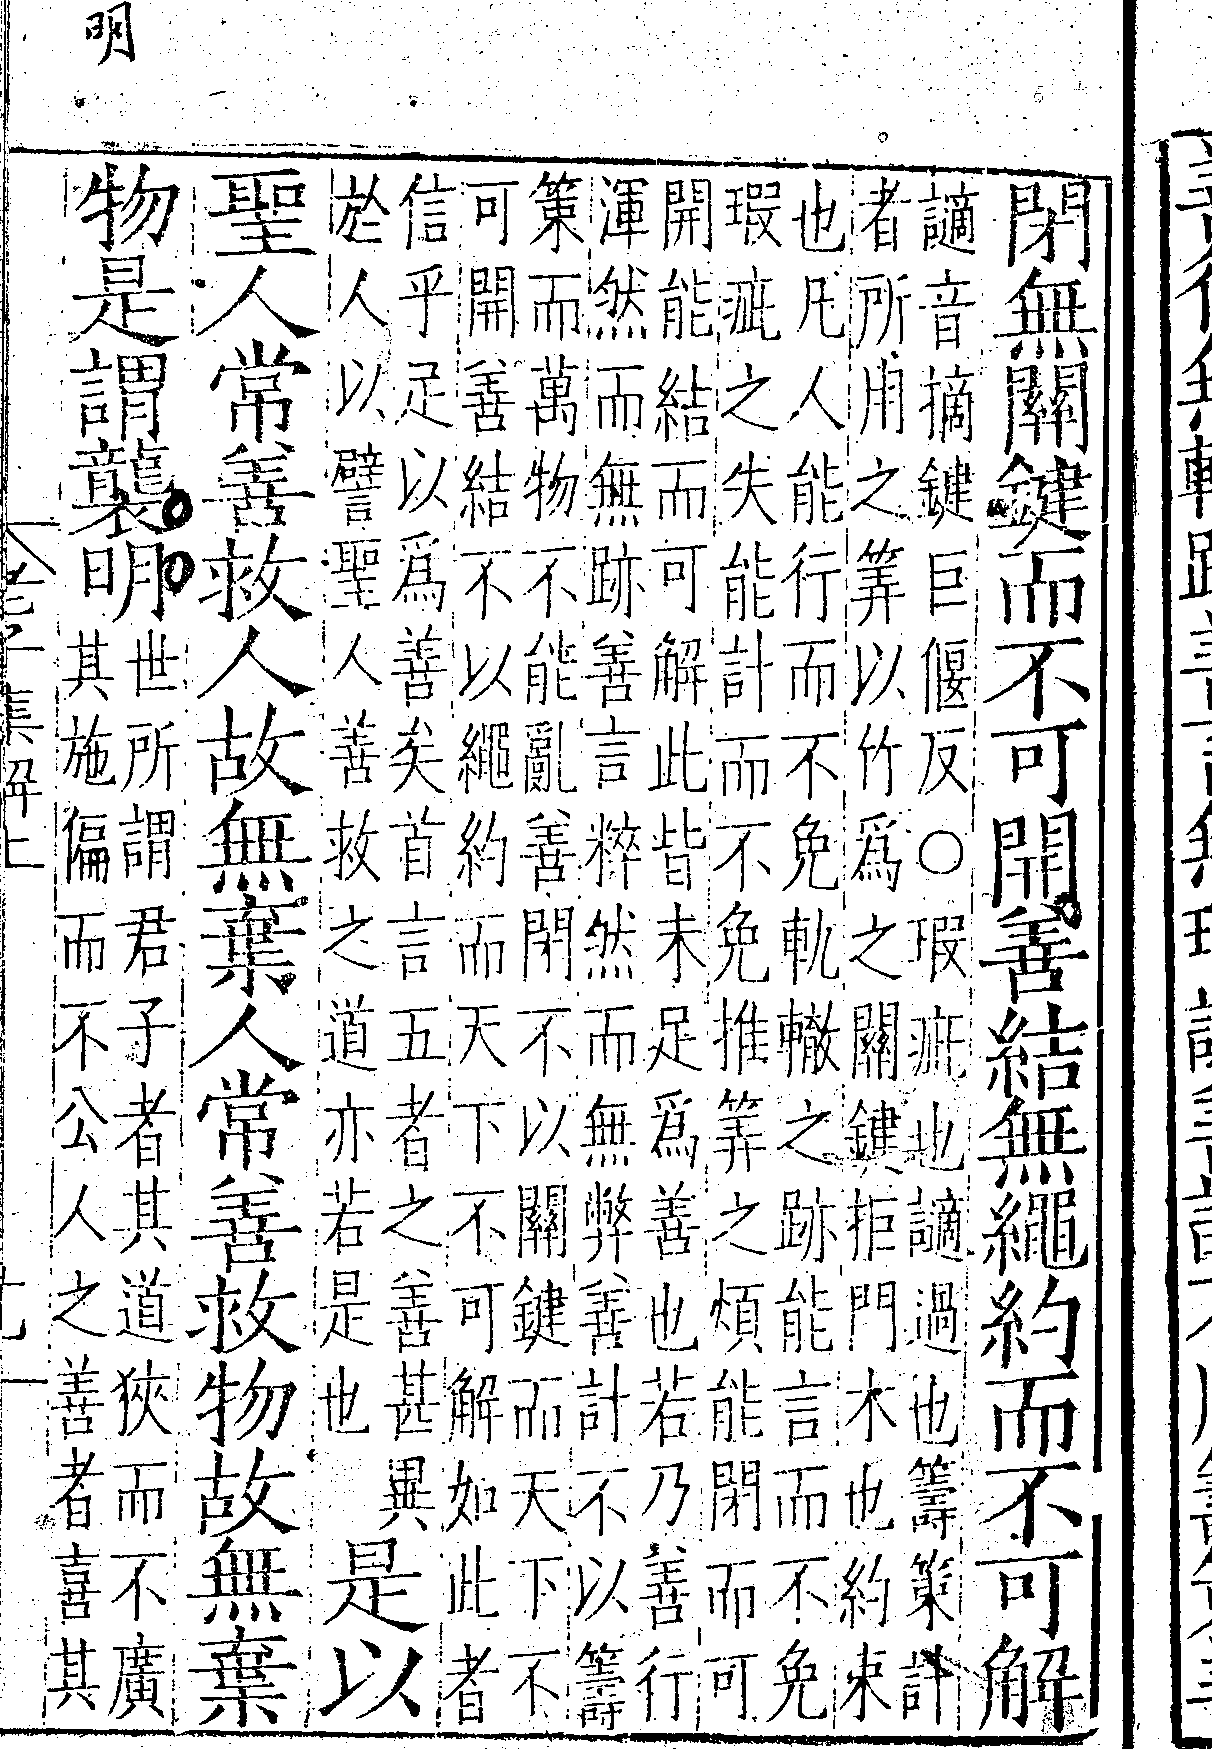 明
閉無關鍵而不可開善結無繩約而不可解
讁音摘鍵巨偃反○瑕疵也讁過也籌策計
者所用之筭以竹爲之關鍵拒門木也約束
也凡人能行而不免軌轍之跡能言而不免
瑕疵之失能計而不免推筭之煩能閉而可
開能結而可解此皆未足爲善也若乃善行
渾然而無跡善言粹然而無弊善計不以籌
策而萬物不能亂善閉不以關鍵而天下不
可開善結不以繩約而天下不可解如此者
信乎足以爲善矣首言五者之善甚異
於人以譬聖人善救之道亦若是也
是以
聖人常善救人故無棄人常善救物故無棄
物是謂襲明
世所謂君子者其道狹而不廣
其施偏而不公人之善者喜其
老子集解上